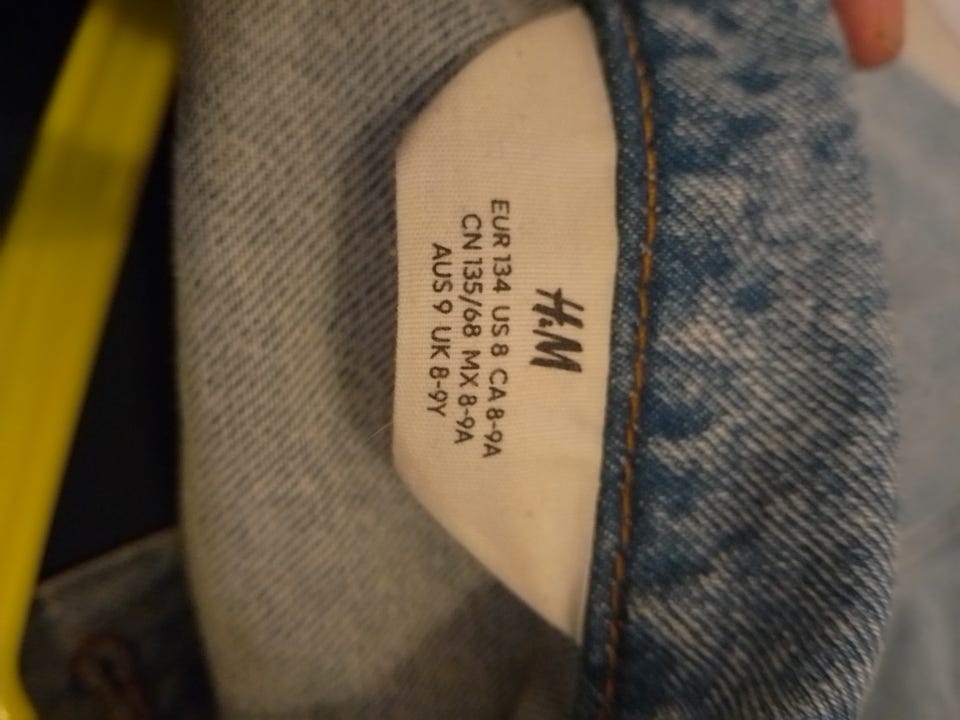 H&M
EUR 134 US 8 CA 8-9A
CN 135/68 MX 8-9A
AUS 9 UK 8-9Y